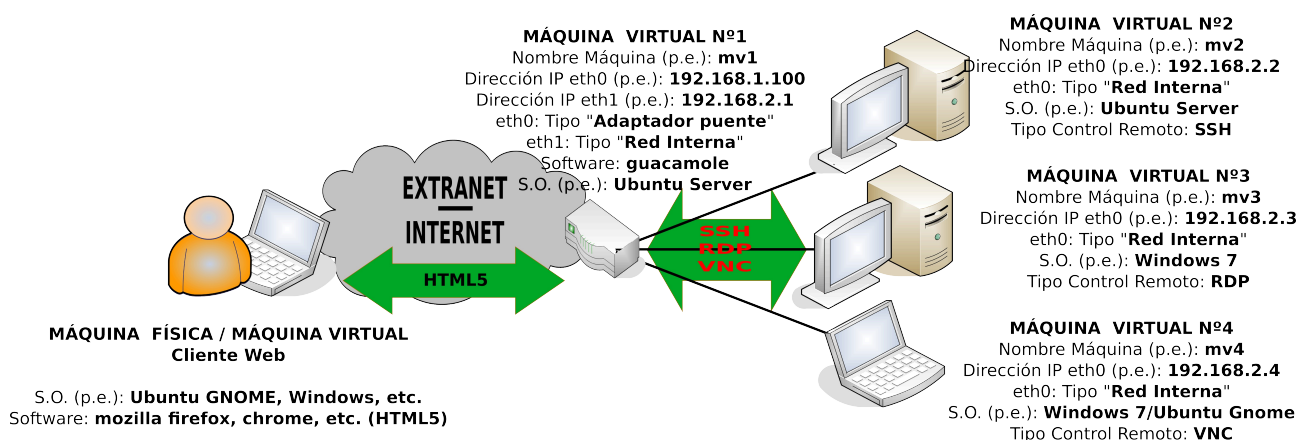 MÁQUINA VIRTUAL Nº1
Nombre Máquina (p.e.): mv1
Dirección IP eth0 (p.e.): 192.168.1.100
Dirección IP eth1 (p.e.): 192.168.2.1
eth0: Tipo "Adaptador puente"
eth1: Tipo "Red Interna"
Software: guacamole
S.O. (p.e.): Ubuntu Server
MÁQUINA VIRTUAL Nº2
Nombre Máquina (p.e.): mv2
Dirección IP eth0 (p.e.): 192.168.2.2
eth0: Tipo "Red Interna"
S.O. (p.e.): Ubuntu Server
Tipo Control Remoto: SSH
EXTRANET
INTERNET
HTML5
SSH
RDP
VNC
MÁQUINA VIRTUAL Nº3
Nombre Máquina (p.e.): mv3
Dirección IP eth0 (p.e.): 192.168.2.3
eth0: Tipo "Red Interna"
S.O.: Windows 7
Tipo Control Remoto: RDP
MÁQUINA FÍSICA / MÁQUINA VIRTUAL
Cliente Web
S.O. (p.e.): Ubuntu GNOME, Windows, etc.
Software: mozilla firefox, chrome, etc. (HTML5)
MÁQUINA VIRTUAL Nº4
Nombre Máquina (p.e.): mv4
Dirección IP eth0 (p.e.): 192.168.2.4
eth0: Tipo "Red Interna"
S.O. (p.e.): Windows 7/Ubuntu Gnome
Tipo Control Remoto: VNC